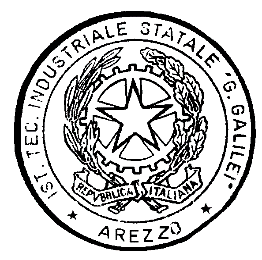 IST. TEC. INDUSTRIALE STATALE "G. GALILEI"
REPVBBLICA ITALIANA
★ AREZZO ★